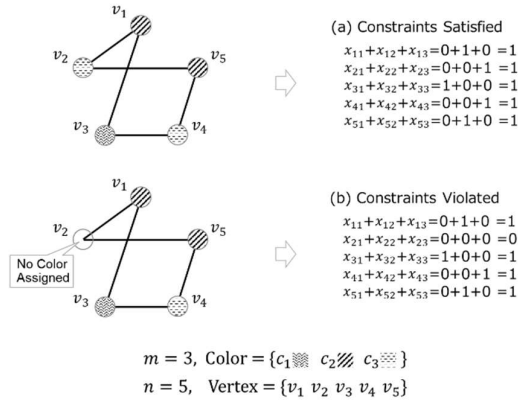 v₁
v₂
v₅
v₃
v₄
(a) Constraints Satisfied
x₁₁+x₁₂+x₁₃=0+1+0 =1
x₂₁+x₂₂+x₂₃=0+0+1 =1
x₃₁+x₃₂+x₃₃=1+0+0 =1
x₄₁+x₄₂+x₄₃=0+0+1 =1
x₅₁+x₅₂+x₅₃=0+1+0 =1
v₁
v₂
v₅
No Color
Assigned
v₃
v₄
(b) Constraints Violated
x₁₁+x₁₂+x₁₃=0+1+0 =1
x₂₁+x₂₂+x₂₃=0+0+0 =0
x₃₁+x₃₂+x₃₃=1+0+0 =1
x₄₁+x₄₂+x₄₃=0+0+1 =1
x₅₁+x₅₂+x₅₃=0+1+0 =1
m = 3, Color = {c₁ c₂ c₃ }
n = 5, Vertex = {v₁ v₂ v₃ v₄ v₅}